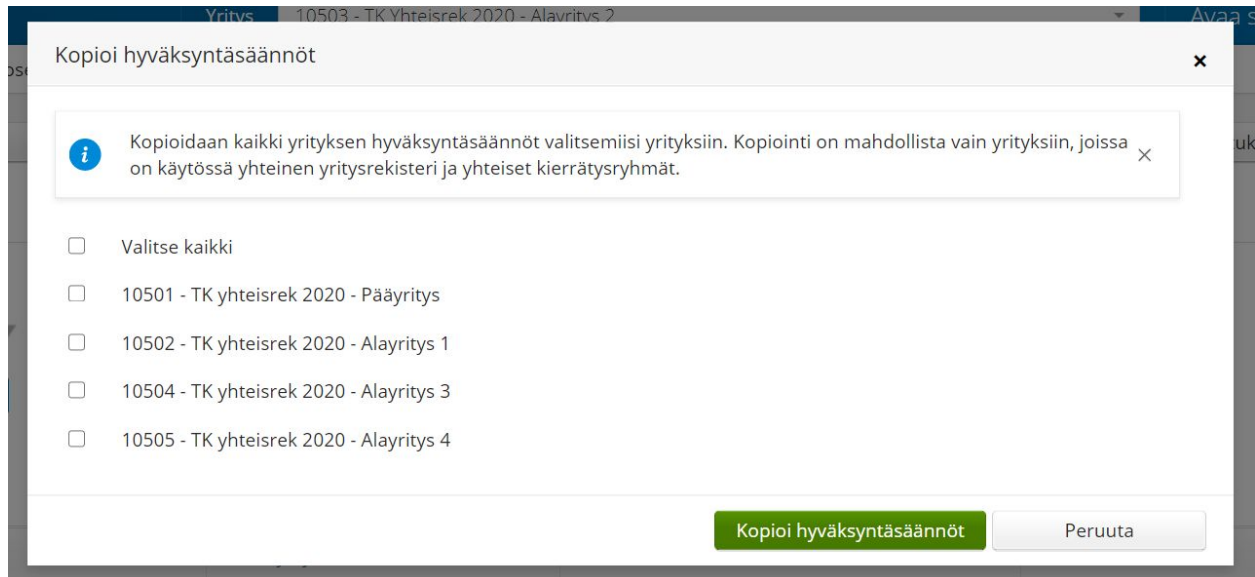 Yritys 10503 - TK Yhteisrek 2020 - Alayritys 2 Avaa s
Kopioi hyväksyntäsäännöt
Kopioidaan kaikki yrityksen hyväksyntäsäännöt valitsemiisi yrityksiin. Kopiointi on mahdollista vain yrityksiin, joissa
on käytössä yhteinen yritysrekisteri ja yhteiset kierrätysryhmät.
Valitse kaikki
10501 - TK yhteisrek 2020 - Pääyritys
10502 - TK yhteisrek 2020 - Alayritys 1
10504 - TK yhteisrek 2020 - Alayritys 3
10505 - TK yhteisrek 2020 - Alayritys 4
Kopioi hyväksyntäsäännöt Peruuta